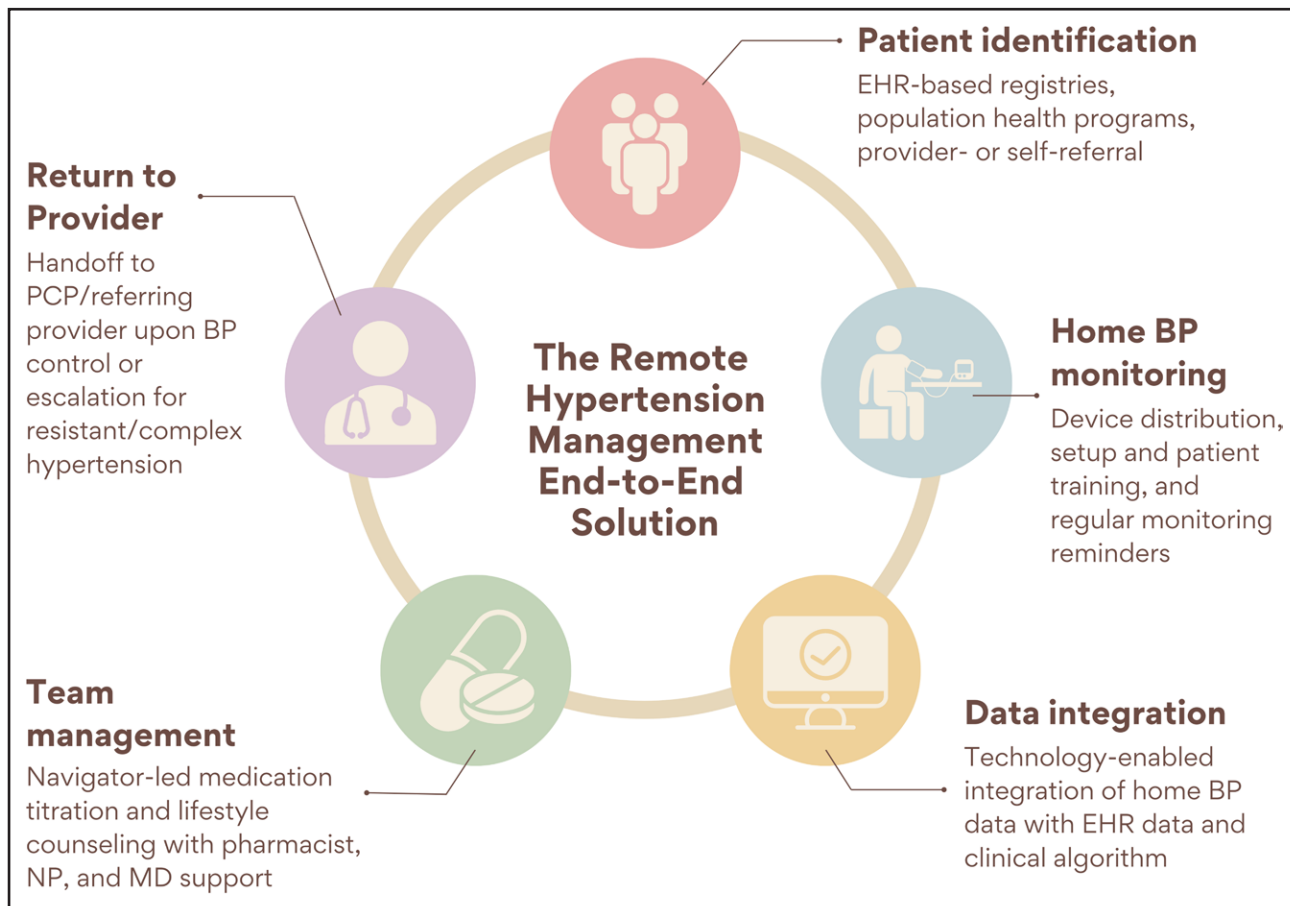 Patient identification
EHR-based registries,
population health programs,
provider- or self-referral
Return to
Provider
Handoff to
PCP/referring
provider upon BP
control or
escalation for
resistant/complex
hypertension
The Remote
Hypertension
Management
End-to-End
Solution
Home BP
monitoring
Device distribution,
setup and patient
training, and
regular monitoring
reminders
Team
management
Navigator-led medication
titration and lifestyle
counseling with pharmacist,
NP, and MD support
Data integration
Technology-enabled
integration of home BP
data with EHR data and
clinical algorithm